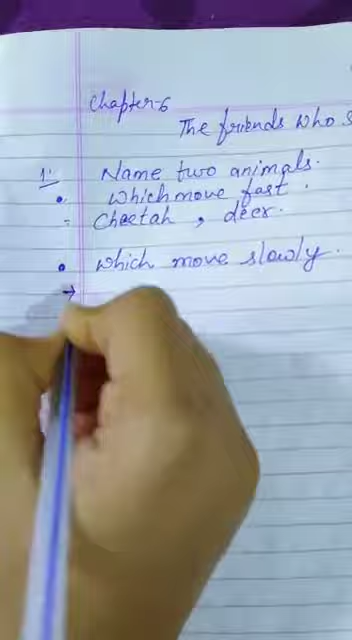 Chapter-6
The friends who
1. Name two animals.
• which move fast.
- Cheetah, deer.
• which move slowly.
→